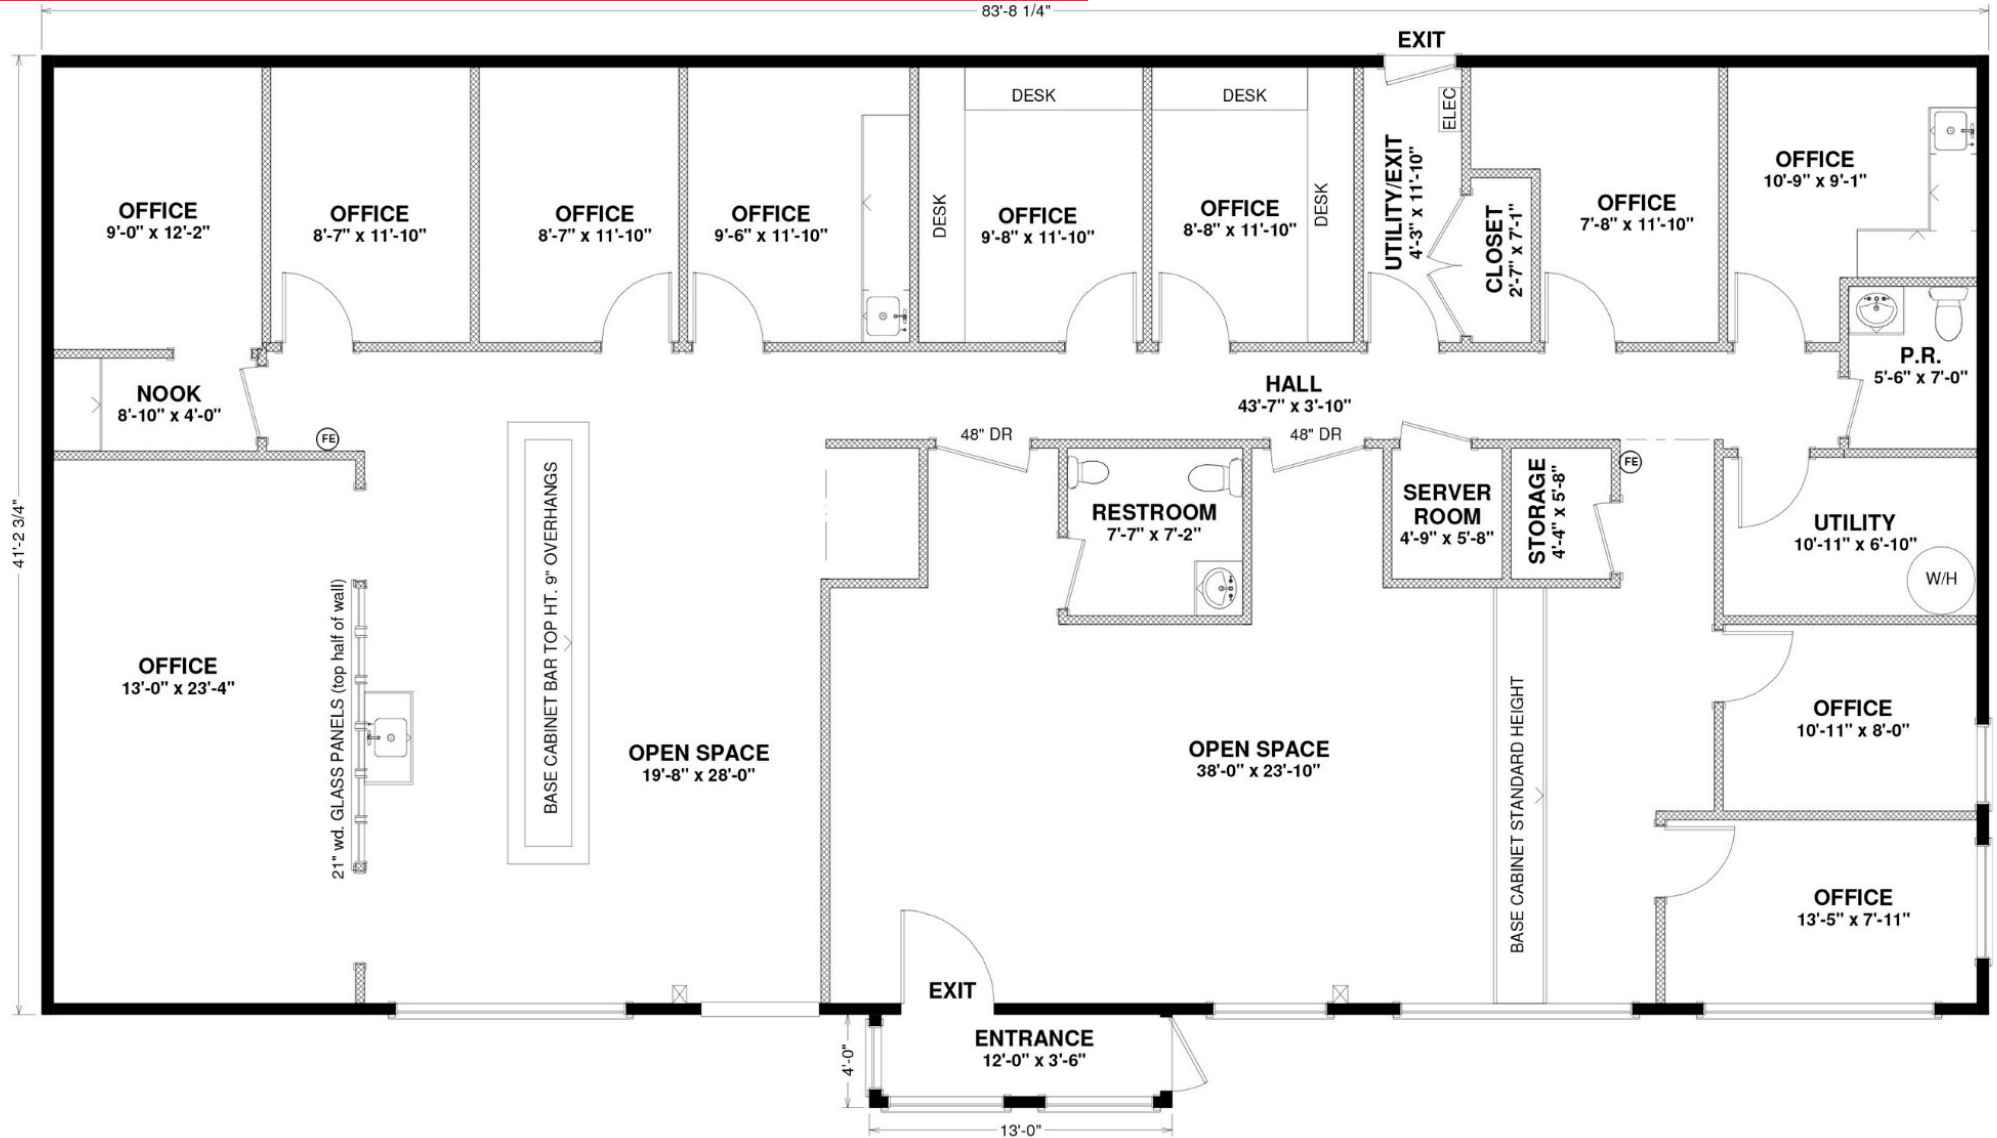 83'-8 1/4"
EXIT
41'-2 3/4"
OFFICE
9'-0" x 12'-2"
OFFICE
8'-7" x 11'-10"
OFFICE
8'-7" x 11'-10"
OFFICE
9'-6" x 11'-10"
DESK
DESK
OFFICE
9'-8" x 11'-10"
DESK
OFFICE
8'-8" x 11'-10"
DESK
UTILITY/EXIT
4'-3" x 11'-10"
ELEC
CLOSET
2'-7" x 7'-1"
OFFICE
7'-8" x 11'-10"
OFFICE
10'-9" x 9'-1"
P.R.
5'-6" x 7'-0"
NOOK
8'-10" x 4'-0"
FE
HALL
43'-7" x 3'-10"
48" DR
48" DR
FE
RESTROOM
7'-7" x 7'-2"
SERVER
ROOM
4'-9" x 5'-8"
STORAGE
4'-4" x 5'-8"
UTILITY
10'-11" x 6'-10"
W/H
OFFICE
13'-0" x 23'-4"
21" wd. GLASS PANELS (top half of wall)
BASE CABINET BAR TOP HT. 9" OVERHANGS
OPEN SPACE
19'-8" x 28'-0"
OPEN SPACE
38'-0" x 23'-10"
BASE CABINET STANDARD HEIGHT
OFFICE
10'-11" x 8'-0"
OFFICE
13'-5" x 7'-11"
EXIT
ENTRANCE
12'-0" x 3'-6"
4'-0"
13'-0"